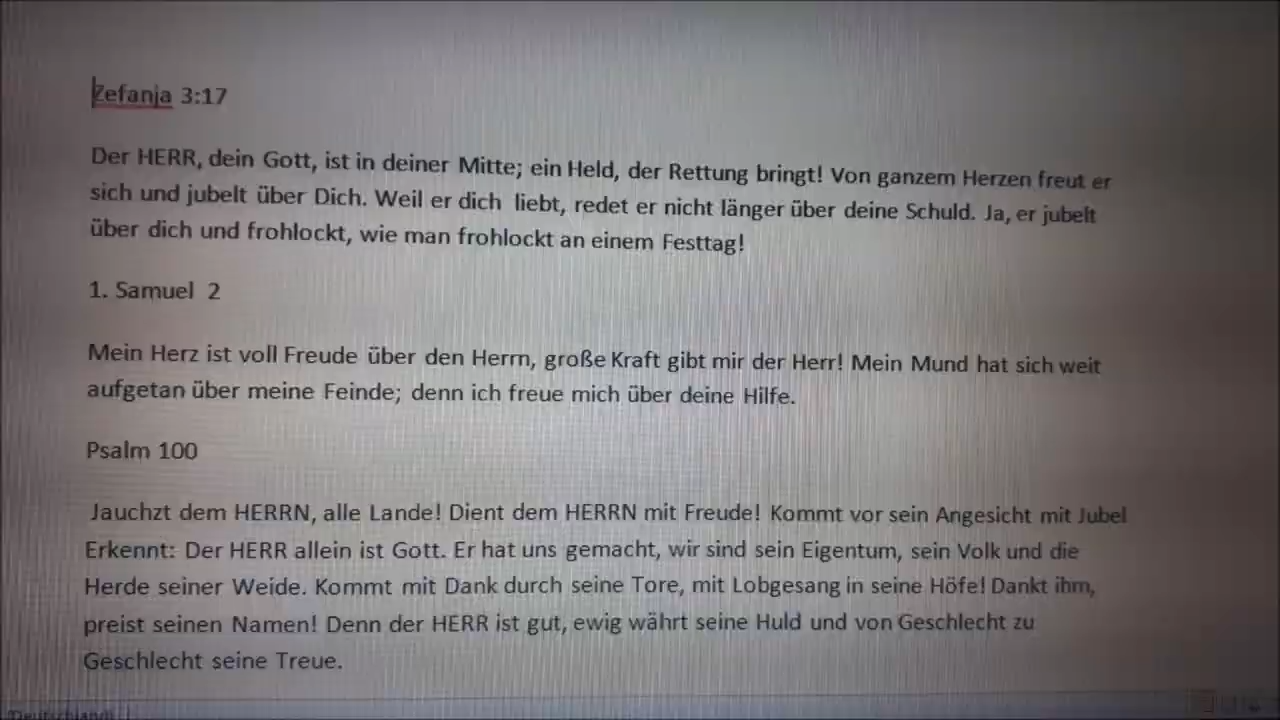 Zefanja 3:17
Der HERR, dein Gott, ist in deiner Mitte; ein Held, der Rettung bringt! Von ganzem Herzen freut er
sich und jubelt über Dich. Weil er dich liebt, redet er nicht länger über deine Schuld. Ja, er jubelt
über dich und frohlockt, wie man frohlockt an einem Festtag!
1. Samuel 2
Mein Herz ist voll Freude über den Herrn, große Kraft gibt mir der Herr! Mein Mund hat sich weit
aufgetan über meine Feinde; denn ich freue mich über deine Hilfe.
Psalm 100
Jauchzt dem HERRN, alle Lande! Dient dem HERRN mit Freude! Kommt vor sein Angesicht mit Jubel
Erkennt: Der HERR allein ist Gott. Er hat uns gemacht, wir sind sein Eigentum, sein Volk und die
Herde seiner Weide. Kommt mit Dank durch seine Tore, mit Lobgesang in seine Höfe! Dankt ihm,
preist seinen Namen! Denn der HERR ist gut, ewig währt seine Huld und von Geschlecht zu
Geschlecht seine Treue.